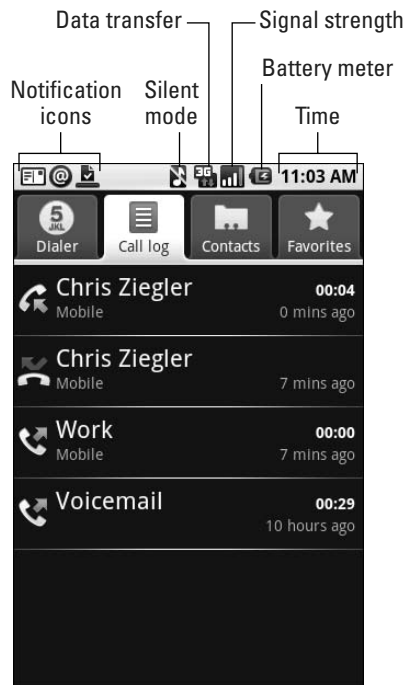 Data transfer
Signal strength
Battery meter
Notification icons
Silent mode
Time
3G
11:03 AM
5
JKL
Dialer
Call log
Contacts
Favorites
Chris Ziegler
00:04
Mobile
0 mins ago
Chris Ziegler
Mobile
7 mins ago
Work
00:00
Mobile
7 mins ago
Voicemail
00:29
10 hours ago